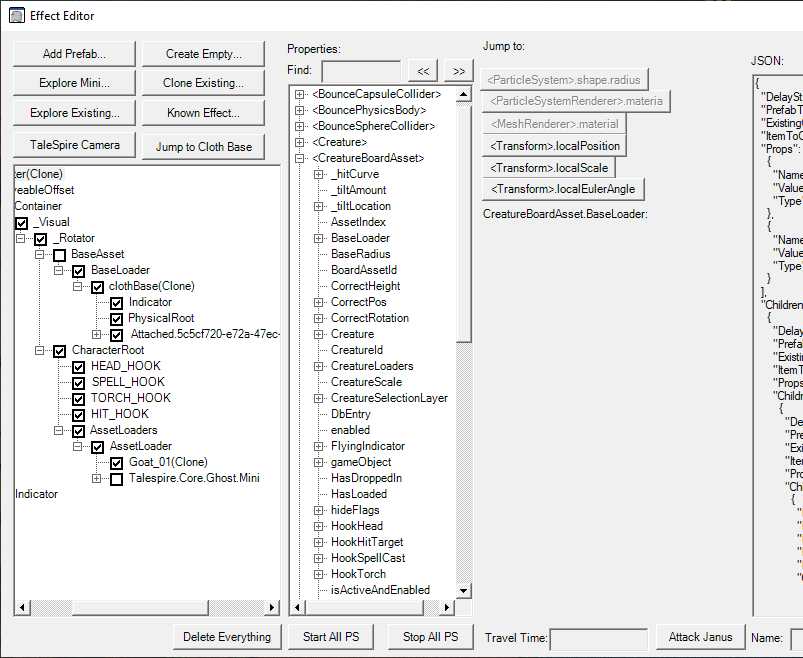 Effect Editor
Add Prefab...
Create Empty...
Explore Mini...
Clone Existing...
Explore Existing...
Known Effect...
TaleSpire Camera
Jump to Cloth Base
ter(Clone)
veableOffset
Container
_Visual
_Rotator
BaseAsset
BaseLoader
clothBase(Clone)
Indicator
PhysicalRoot
Attached.5c5cf720-e72a-47ec-
CharacterRoot
HEAD_HOOK
SPELL_HOOK
TORCH_HOOK
HIT_HOOK
AssetLoaders
AssetLoader
Goat_01(Clone)
Talespire.Core.Ghost.Mini
Indicator
Delete Everything
Properties:
Find:
<<
>>
<BounceCapsuleCollider>
<BouncePhysicsBody>
<BounceSphereCollider>
<Creature>
<CreatureBoardAsset>
_hitCurve
_tiltAmount
_tiltLocation
AssetIndex
BaseLoader
BaseRadius
BoardAssetId
CorrectHeight
CorrectPos
CorrectRotation
Creature
CreatureId
CreatureLoaders
CreatureScale
CreatureSelectionLayer
DbEntry
enabled
FlyingIndicator
gameObject
HasDroppedIn
HasLoaded
hideFlags
HookHead
HookHitTarget
HookSpellCast
HookTorch
isActiveAndEnabled
Start All PS
Stop All PS
Jump to:
<ParticleSystem>.shape.radius
<ParticleSystemRenderer>.materia
<MeshRenderer>.material
<Transform>.localPosition
<Transform>.localScale
<Transform>.localEulerAngle
CreatureBoardAsset.BaseLoader:
Travel Time:
Attack Janus
Name:
JSON:
{
"DelaySt
"PrefabT
"Existing
"ItemToC
"Props":
{
"Name
"Value
"Type"
},
{
"Name
"Value
"Type"
}
],
"Children
{
"Delay
"Prefa
"Existi
"ItemT
"Props
"Childr
{
"De
"Pre
"Exi
"Iter
"Pro
"Chi
{